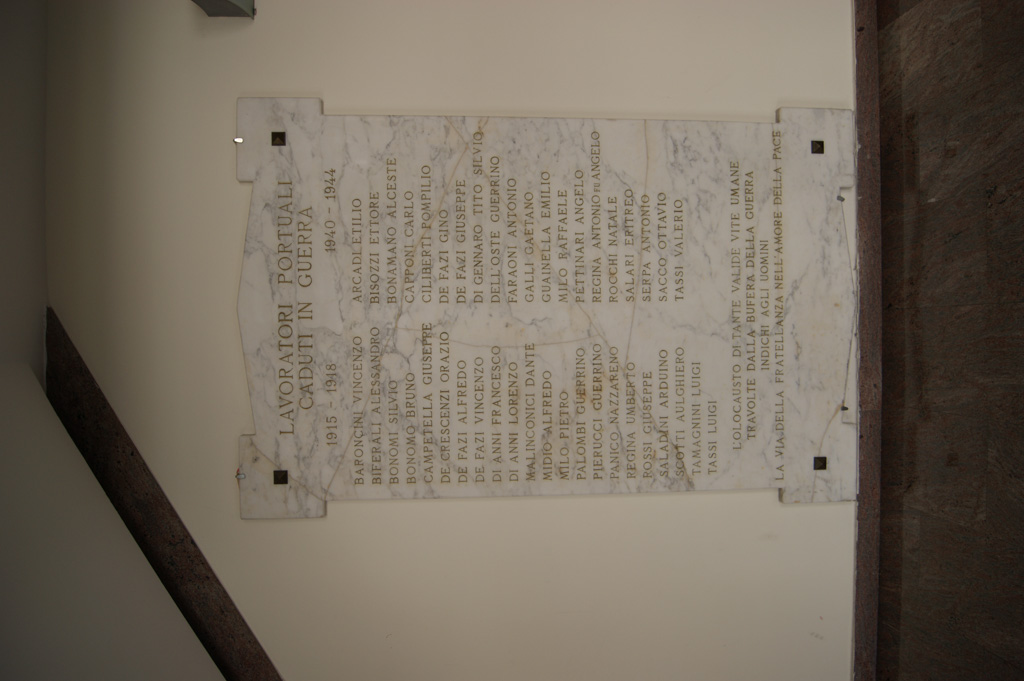 LAVORATORI PORTUALI
CADUTI IN GUERRA
1915 - 1918
BARONCINI VINCENZO
BIFERALI ALESSANDRO
BONOMI SILVIO
BONOMO BRUNO
CAMPETELLA GIUSEPPE
DE CRESCENZI ORAZIO
DE FAZI ALFREDO
DE FAZI VINCENZO
DI ANNI FRANCESCO
DI ANNI LORENZO
MALINCONICI DANTE
MIDIO ALFREDO
MILO PIETRO
PALOMBI GUERRINO
PIERUCCI GUERRINO
PANICO NAZZARENO
REGINA UMBERTO
ROSSI GIUSEPPE
SALADINI ARDUINO
SCOTTI AULGHIERO
TAMAGNINI LUIGI
TASSI LUIGI
1940 - 1944
ARCADI ETILIO
BISOZZI ETTORE
BONAMANO ALCESTE
CAPPONI CARLO
CILIBERTI POMPILIO
DE FAZI GINO
DE FAZI GIUSEPPE
DI GENNARO TITO SILVIO
DELL'OSTE GUERRINO
FARAONI ANTONIO
GALLI GAETANO
GUAINELLA EMILIO
MILO RAFFAELE
PETTINARI ANGELO
REGINA ANTONIO FU ANGELO
ROCCHI NATALE
SALARI ERITREO
SERPA ANTONIO
SACCO OTTAVIO
TASSI VALERIO
L'OLOCAUSTO DI TANTE VALIDE VITE UMANE
TRAVOLTE DALLA BUFERA DELLA GUERRA
INDICHI AGLI UOMINI
LA VIA DELLA FRATELLANZA NELL'AMORE DELLA PACE